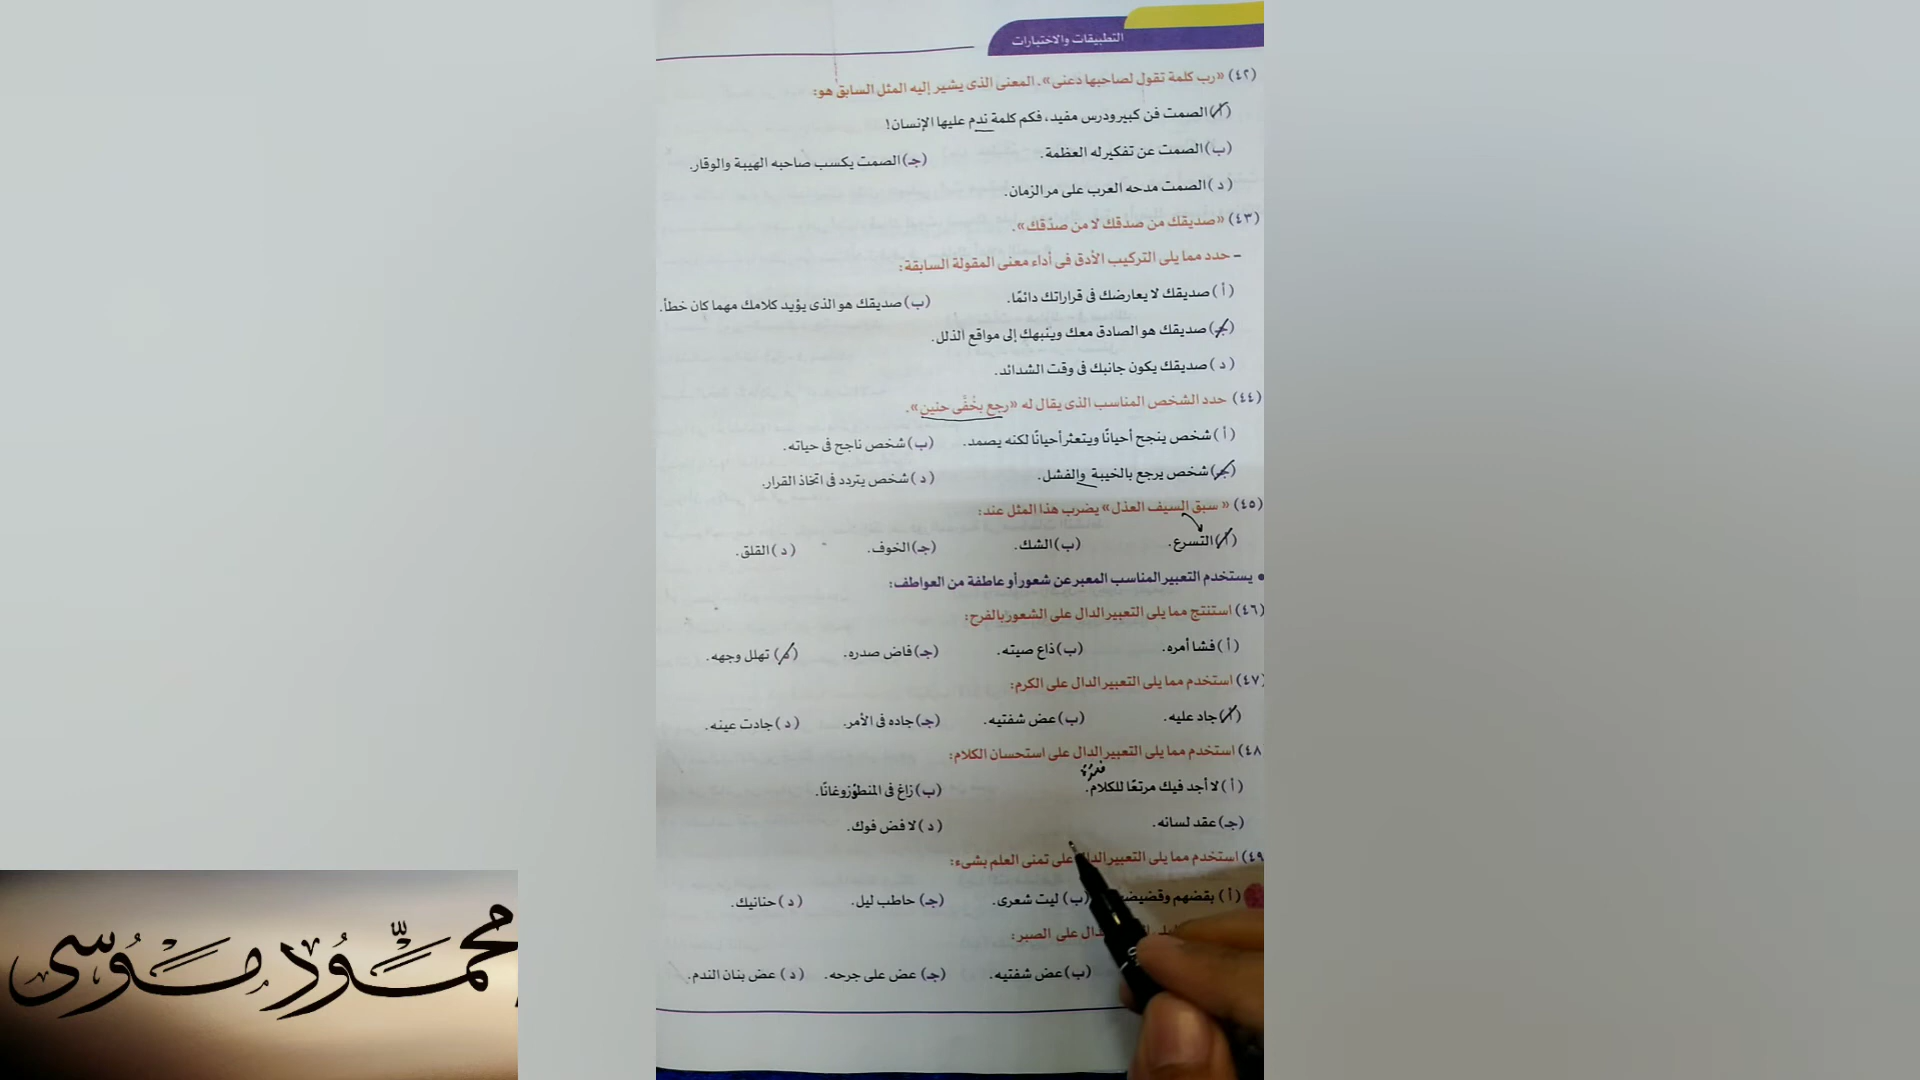 التطبيقات والاختبارات
(٤٢) «رب كلمة تقول لصاحبها دعنى». المعنى الذى يشير إليه المثل السابق هو:
(أ) الصمت فن كبير ودرس مفيد، فكم كلمة ندم عليها الإنسان!
(ب) الصمت عن تفكير له العظمة. (جـ) الصمت يكسب صاحبه الهيبة والوقار.
(د) الصمت مدحه العرب على مر الزمان.
(٤٣) «صديقك من صدقك لا من صدّقك».
- حدد مما يلى التركيب الأدق فى أداء معنى المقولة السابقة:
(أ) صديقك لا يعارضك فى قراراتك دائمًا. (ب) صديقك هو الذى يؤيد كلامك مهما كان خطأ.
(جـ) صديقك هو الصادق معك وينبهك إلى مواقع الذلل.
(د) صديقك يكون جانبك فى وقت الشدائد.
(٤٤) حدد الشخص المناسب الذى يقال له «رجع بخُفَّى حنين».
(أ) شخص ينجح أحيانًا ويتعثر أحيانًا لكنه يصمد. (ب) شخص ناجح فى حياته.
(جـ) شخص يرجع بالخيبة والفشل. (د) شخص يتردد فى اتخاذ القرار.
(٤٥) « سبق السيف العذل» يضرب هذا المثل عند:
(أ) التسرع. (ب) الشك. (جـ) الخوف. (د) القلق.
• يستخدم التعبير المناسب المعبر عن شعور أو عاطفة من العواطف:
(٤٦) استنتج مما يلى التعبير الدال على الشعور بالفرح:
(أ) فشا أمره. (ب) ذاع صيته. (جـ) فاض صدره. (د) تهلل وجهه.
(٤٧) استخدم مما يلى التعبير الدال على الكرم:
(أ) جاد عليه. (ب) عض شفتيه. (جـ) جاده فى الأمر. (د) جادت عينه.
(٤٨) استخدم مما يلى التعبير الدال على استحسان الكلام:
(أ) لا أجد فيك مرتعًا للكلام. (ب) زاغ فى المنطق زوغانًا.
(جـ) عقد لسانه. (د) لا فض فوك.
(٤٩) استخدم مما يلى التعبير الدال على تمنى العلم بشىء:
(أ) بقضهم وقضيضهم (ب) ليت شعرى. (جـ) حاطب ليل. (د) حنانيك.
الدال على الصبر:
(ب) عض شفتيه. (جـ) عض على جرحه. (د) عض بنان الندم.
محمود موسى